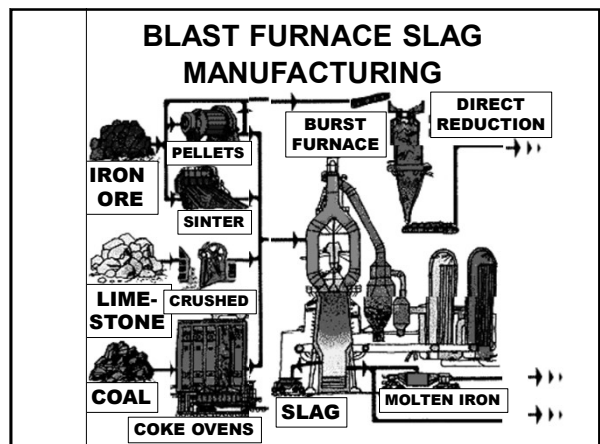 BLAST FURNACE SLAG
MANUFACTURING
DIRECT
REDUCTION
BURST
FURNACE
PELLETS
IRON
ORE
SINTER
LIME-
STONE
CRUSHED
COAL
COKE OVENS
SLAG
MOLTEN IRON